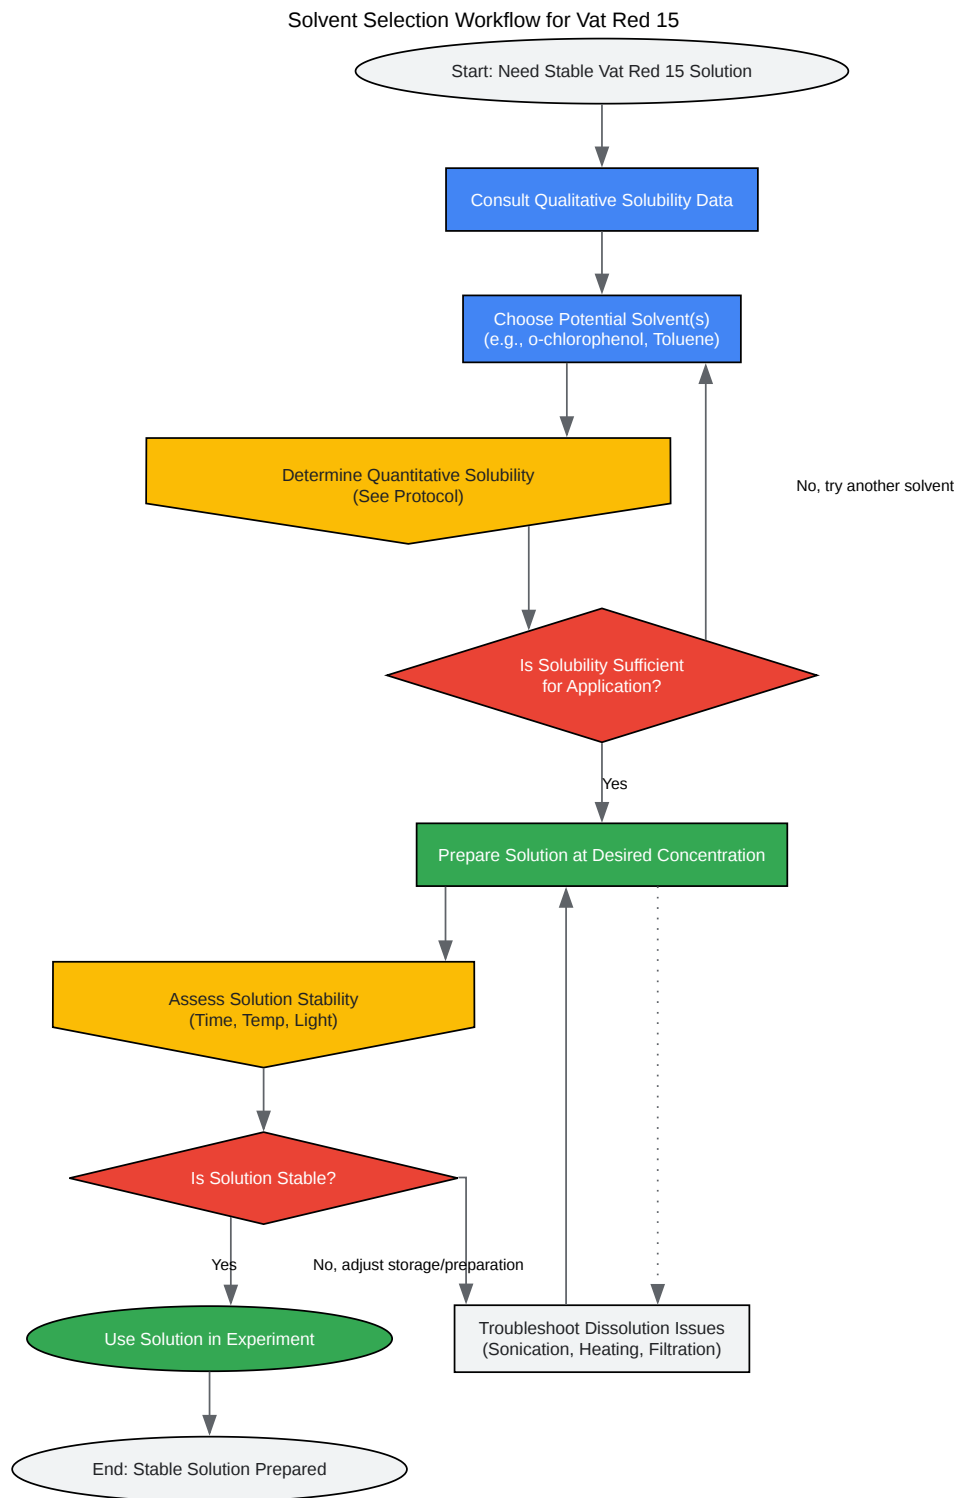 Solvent Selection Workflow for Vat Red 15
Start: Need Stable Vat Red 15 Solution
Consult Qualitative Solubility Data
Choose Potential Solvent(s)
(e.g., o-chlorophenol, Toluene)
Determine Quantitative Solubility
(See Protocol)
No, try another solvent
Is Solubility Sufficient
for Application?
Yes
Prepare Solution at Desired Concentration
Assess Solution Stability
(Time, Temp, Light)
Is Solution Stable?
Yes
No, adjust storage/preparation
Use Solution in Experiment
Troubleshoot Dissolution Issues
(Sonication, Heating, Filtration)
End: Stable Solution Prepared